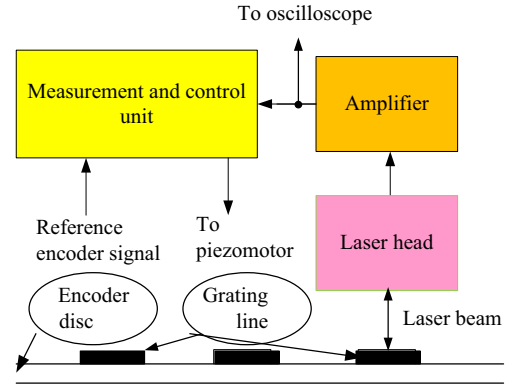 To oscilloscope
Measurement and control
unit
Amplifier
Reference
encoder signal
To
piezomotor
Laser head
Encoder
disc
Grating
line
Laser beam